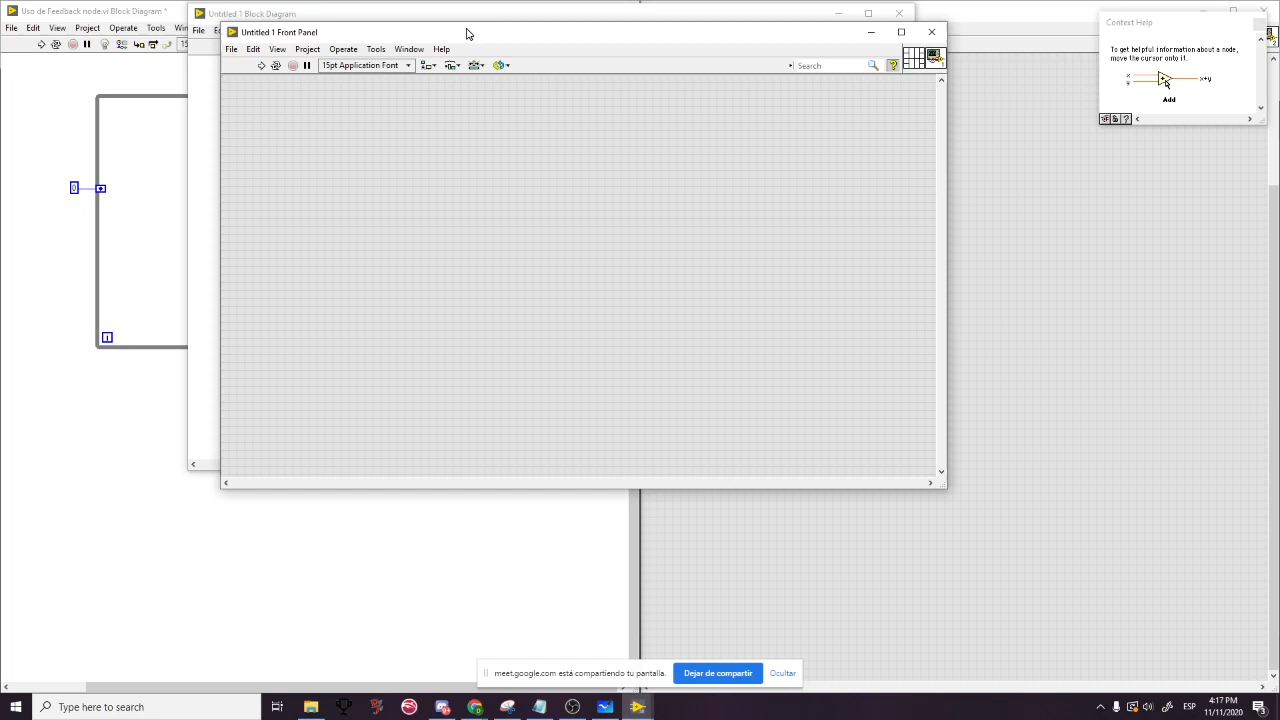 Uso de Feedback node.vi Block Diagram *
File Edit View Project Operate Tools
15
Untitled 1 Block Diagram
File
Untitled 1 Front Panel
File Edit View Project Operate Tools Window Help
15pt Application Font
Search
Context Help
To get helpful information about a node,
move the cursor onto it.
x
y
x+y
Add
0
i
meet.google.com está compartiendo tu pantalla.
Dejar de compartir
Ocultar
Type here to search
ESP
4:17 PM
11/11/2020
3